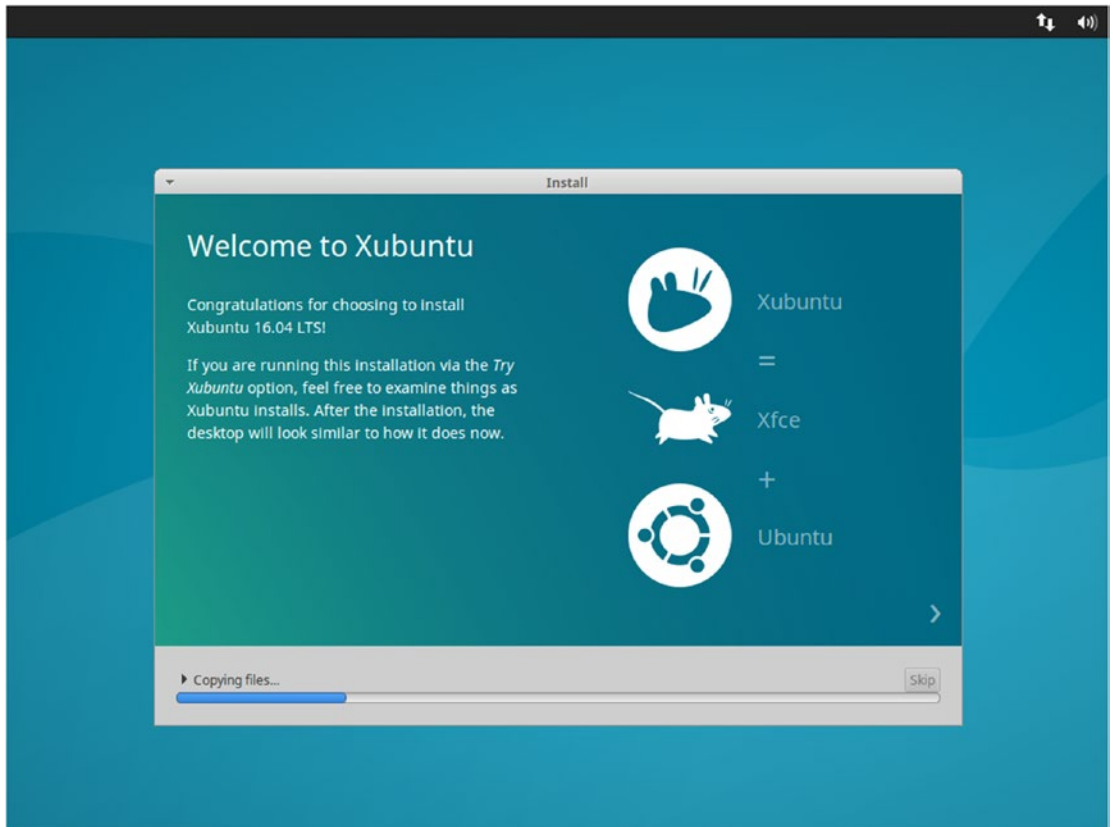 Install
Welcome to Xubuntu
Congratulations for choosing to install
Xubuntu 16.04 LTS!
If you are running this installation via the Try
Xubuntu option, feel free to examine things as
Xubuntu installs. After the installation, the
desktop will look similar to how it does now.
Xubuntu
=
Xfce
+
Ubuntu
Copying files...
Skip